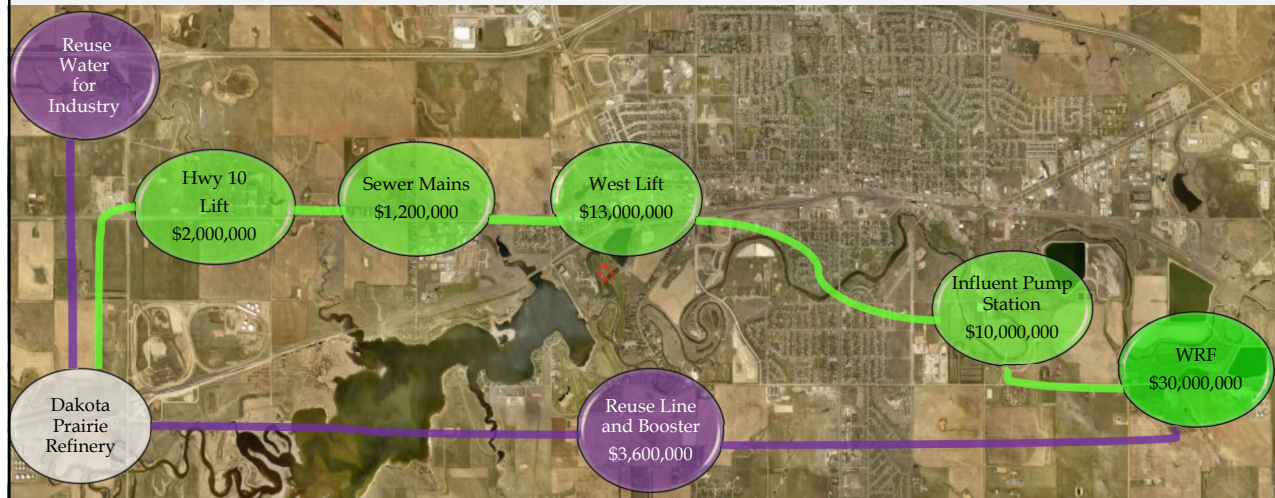 Reuse
Water
for
Industry
Hwy 10
Lift
$2,000,000
Sewer Mains
$1,200,000
West Lift
$13,000,000
Influent Pump
Station
$10,000,000
WRF
$30,000,000
Dakota
Prairie
Refinery
Reuse Line
and Booster
$3,600,000